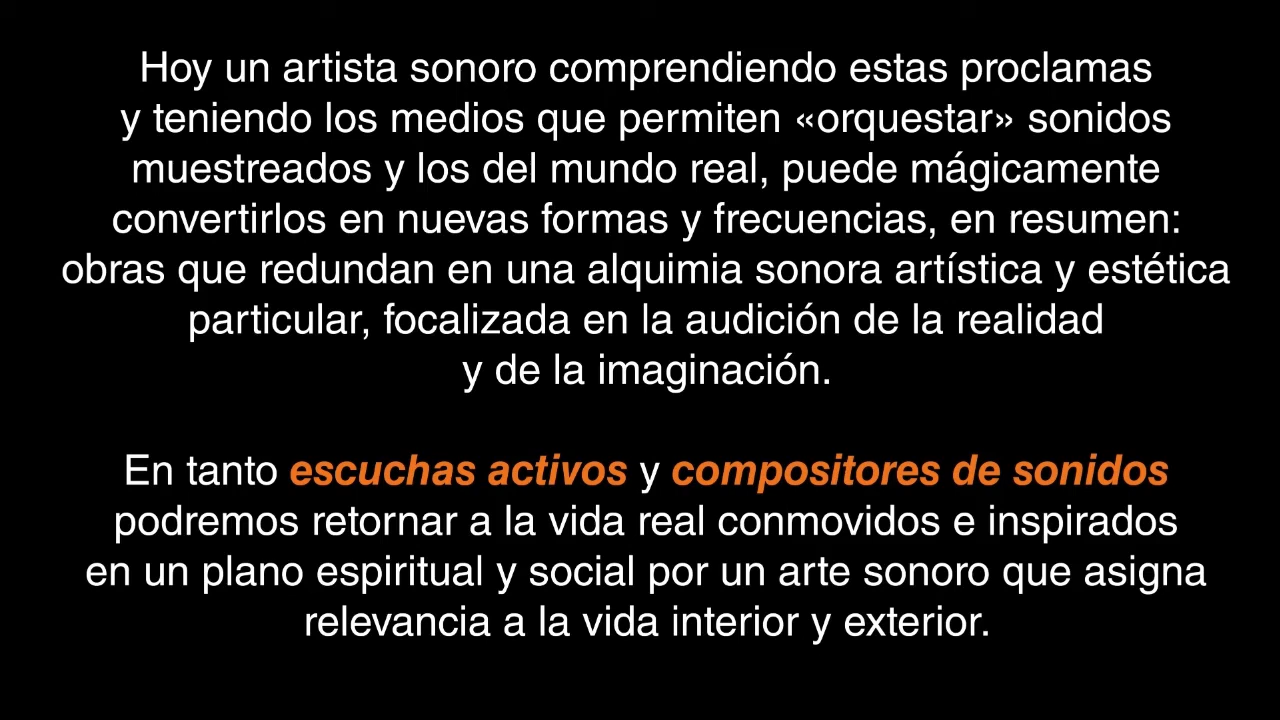 Hoy un artista sonoro comprendiendo estas proclamas
y teniendo los medios que permiten «orquestar» sonidos
muestreados y los del mundo real, puede mágicamente
convertirlos en nuevas formas y frecuencias, en resumen:
obras que redundan en una alquimia sonora artística y estética
particular, focalizada en la audición de la realidad
y de la imaginación.
En tanto escuchas activos y compositores de sonidos
podremos retornar a la vida real conmovidos e inspirados
en un plano espiritual y social por un arte sonoro que asigna
relevancia a la vida interior y exterior.